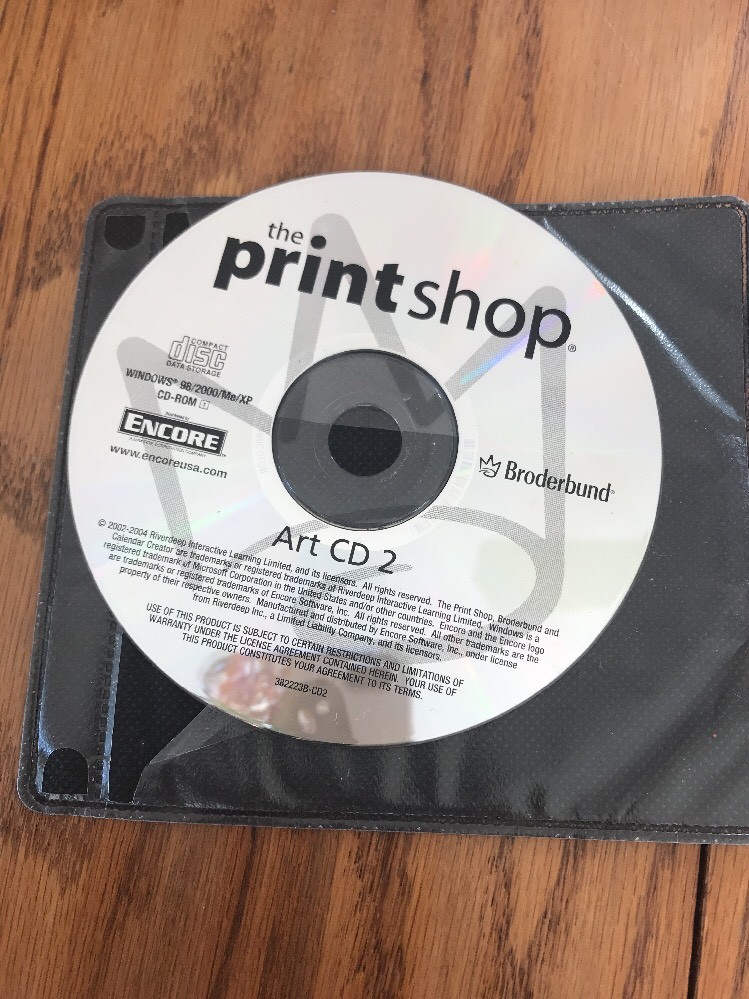 the
printshop®
COMPACT
disc
DATA STORAGE
WINDOWS® 98/2000/Me/XP
CD-ROM
ENCORE™
www.encoreusa.com
Broderbund®
Art CD 2
© 2002-2004 Riverdeep Interactive Learning Limited, and its licensors. All rights reserved. The Print Shop, Broderbund and
Calendar Creator are trademarks or registered trademarks of Riverdeep Interactive Learning Limited. Windows is a
registered trademark of Microsoft Corporation in the United States and/or other countries. Encore and the Encore logo
are trademarks or registered trademarks of Encore Software, Inc. All rights reserved. All other trademarks are the
property of their respective owners. Manufactured and distributed by Encore Software, Inc., under license
from Riverdeep Inc., a Limited Liability Company, and its licensors.
USE OF THIS PRODUCT IS SUBJECT TO CERTAIN RESTRICTIONS AND LIMITATIONS OF
WARRANTY UNDER THE LICENSE AGREEMENT CONTAINED HEREIN. YOUR USE OF
THIS PRODUCT CONSTITUTES YOUR AGREEMENT TO ITS TERMS.
382223B-CD2